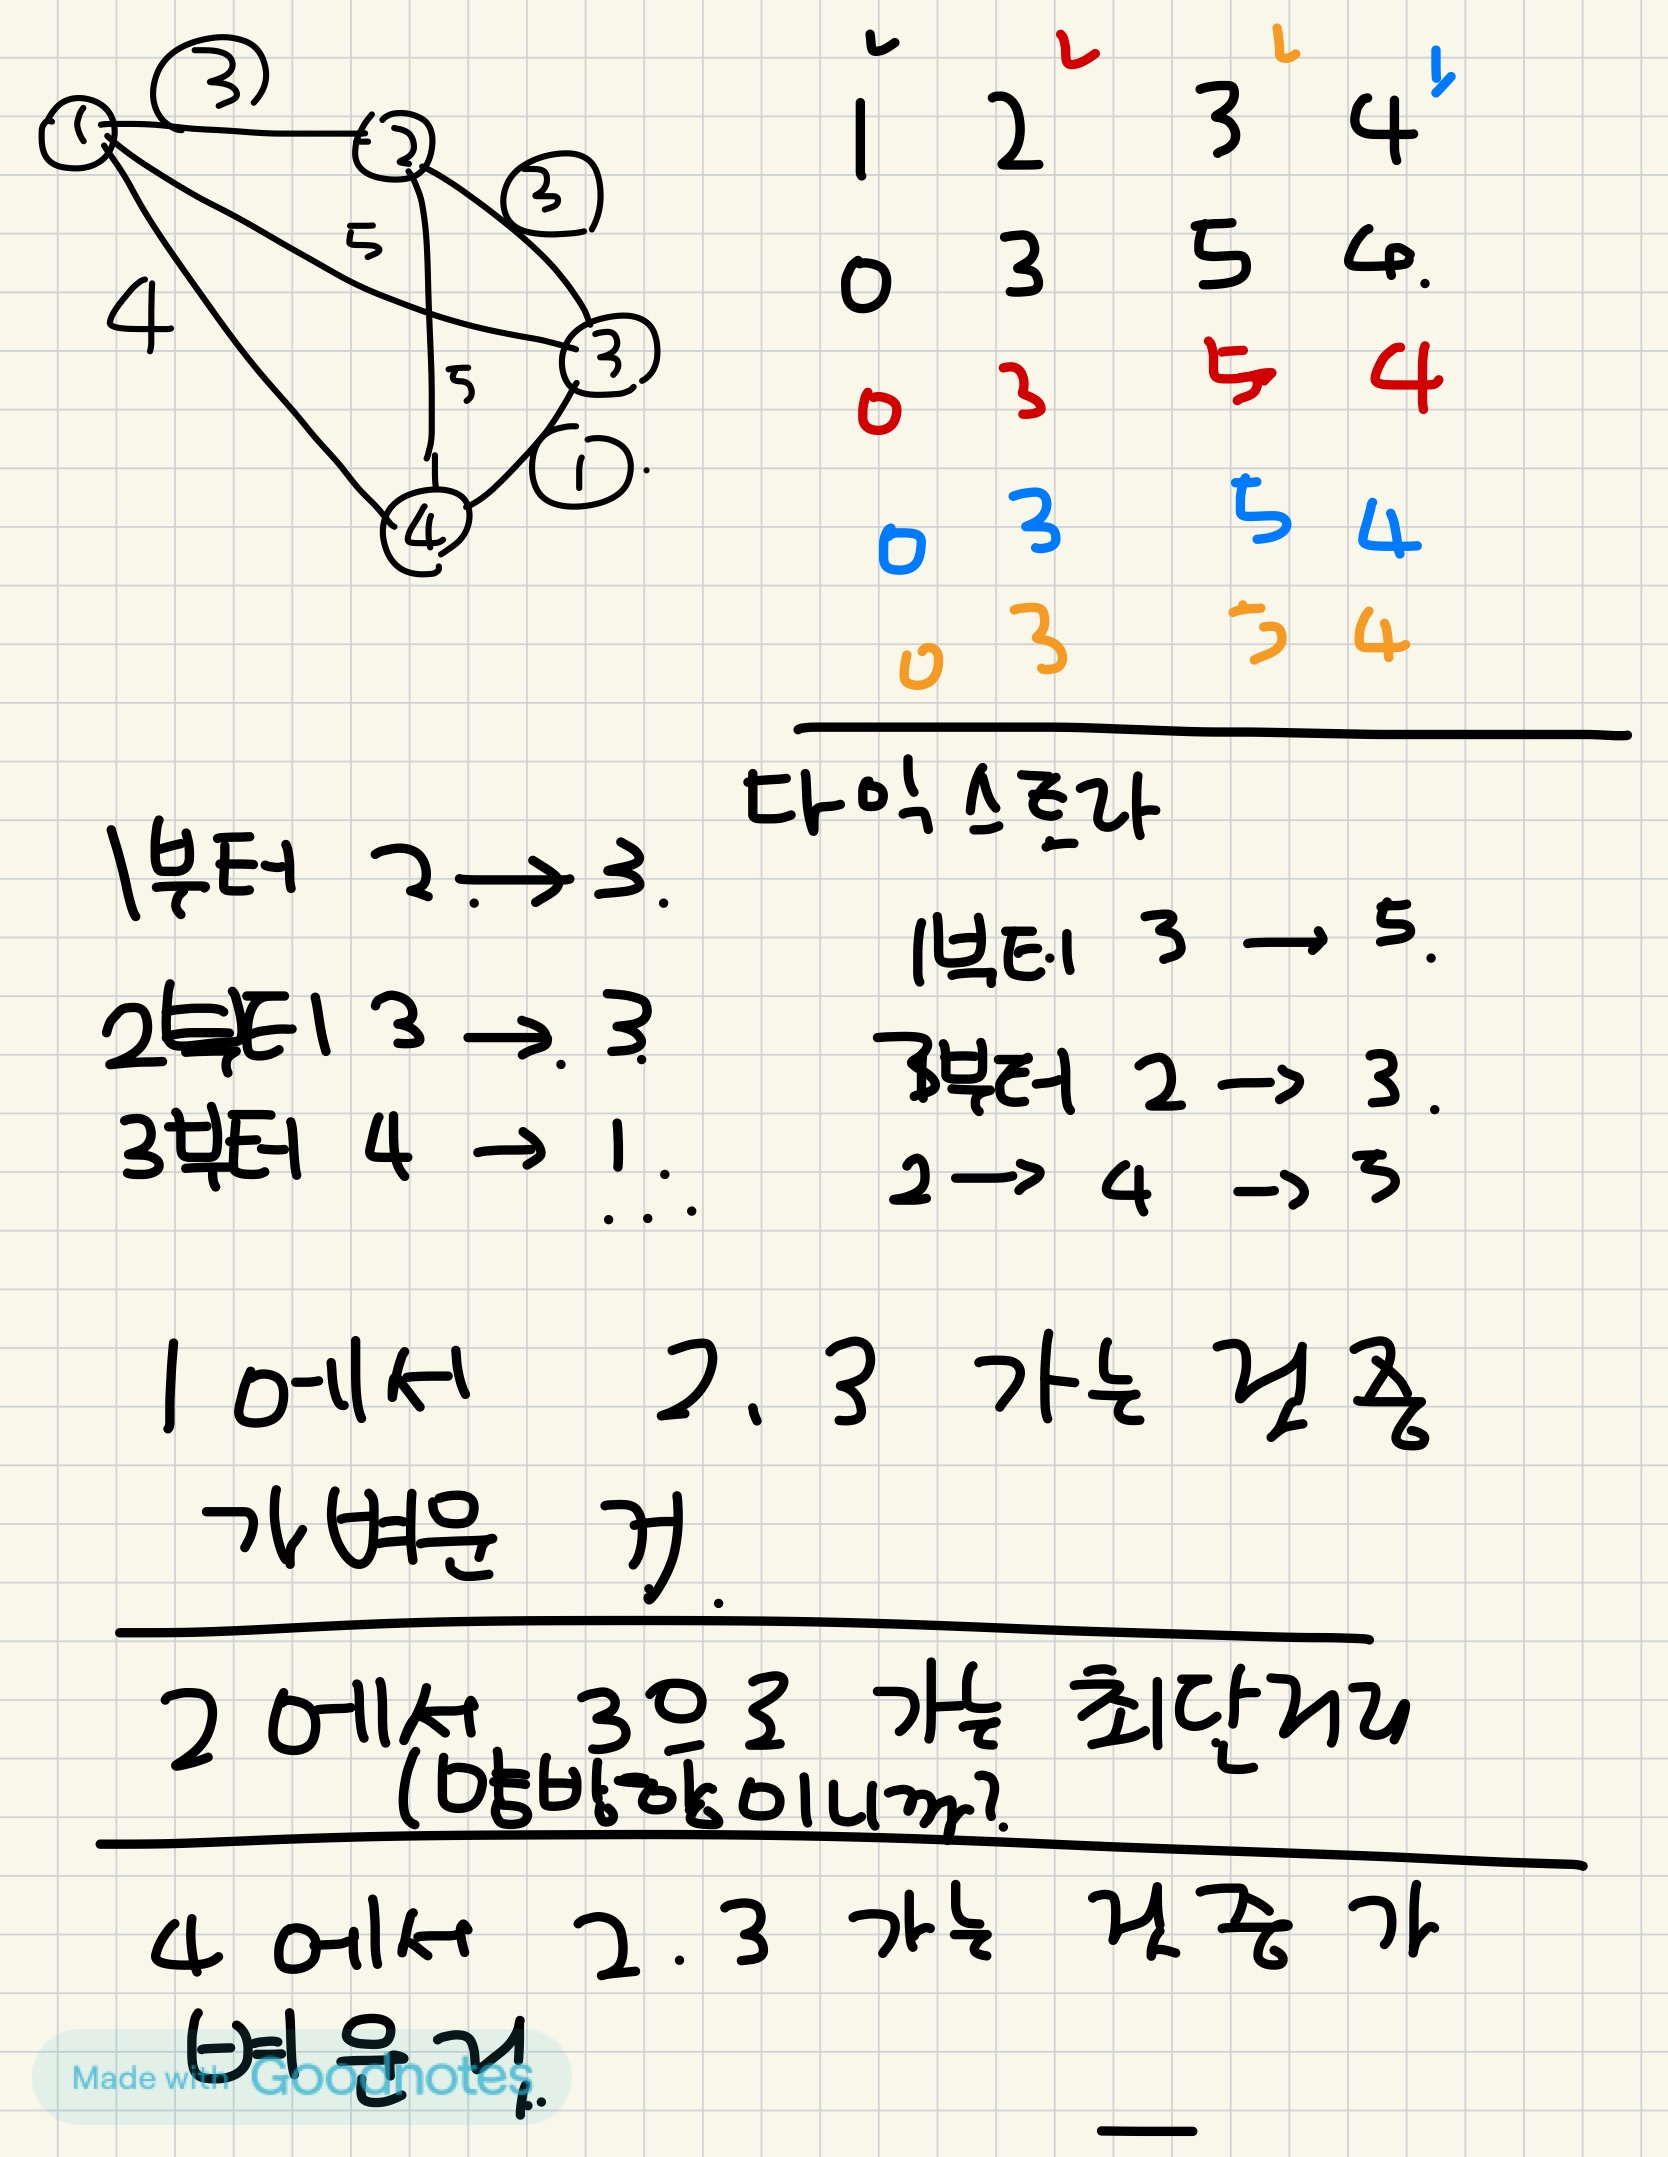 3
1 2 3
5
4 3
5
1.
4
1 2 3 4
0 3 5 4.
0 3 5 4
0 3 5 4
0 3 5 4
다익스트라
1부터 2 → 3.
2부터 3 → 3.
3부터 4 → 1.
...
1부터 3 → 5.
3부터 2 → 3.
2 → 4 → 5
1에서 2, 3 가는 것 중
가벼운 거.
2에서 3으로 가는 최단거리
(양방향이니까?.
4에서 2.3 가는 것 중 가
벼운거.
Made with Goodnotes